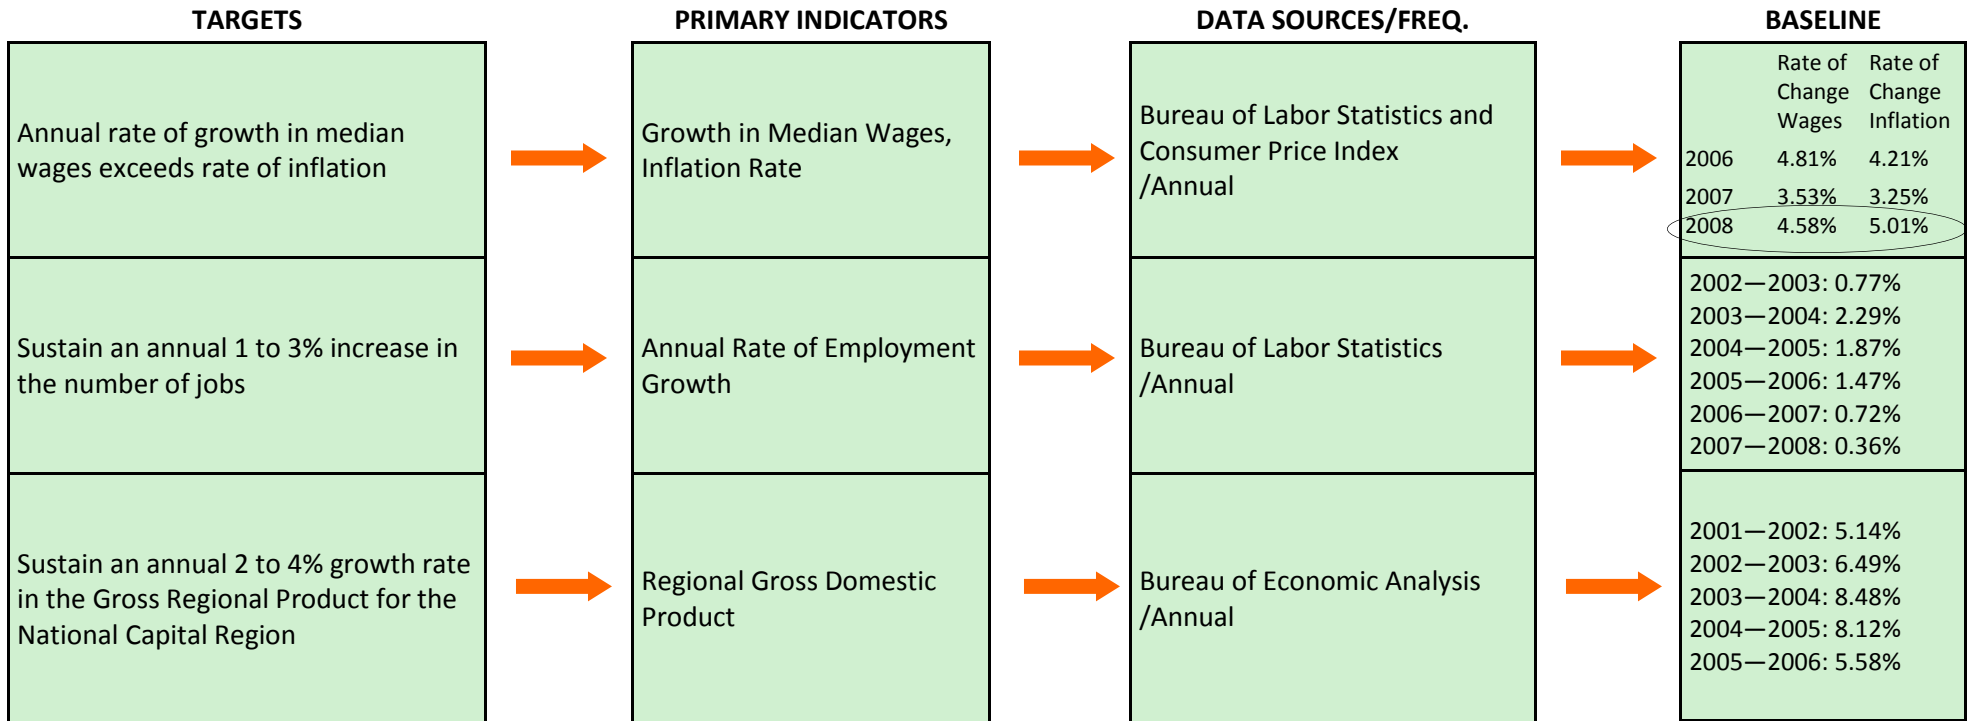 TARGETS
PRIMARY INDICATORS
DATA SOURCES/FREQ.
BASELINE
Annual rate of growth in median
wages exceeds rate of inflation
Growth in Median Wages,
Inflation Rate
Bureau of Labor Statistics and
Consumer Price Index
/Annual
Rate of Rate of
Change Change
Wages Inflation
2006 4.81% 4.21%
2007 3.53% 3.25%
2008 4.58% 5.01%
Sustain an annual 1 to 3% increase in
the number of jobs
Annual Rate of Employment
Growth
Bureau of Labor Statistics
/Annual
2002—2003: 0.77%
2003—2004: 2.29%
2004—2005: 1.87%
2005—2006: 1.47%
2006—2007: 0.72%
2007—2008: 0.36%
Sustain an annual 2 to 4% growth rate
in the Gross Regional Product for the
National Capital Region
Regional Gross Domestic
Product
Bureau of Economic Analysis
/Annual
2001—2002: 5.14%
2002—2003: 6.49%
2003—2004: 8.48%
2004—2005: 8.12%
2005—2006: 5.58%